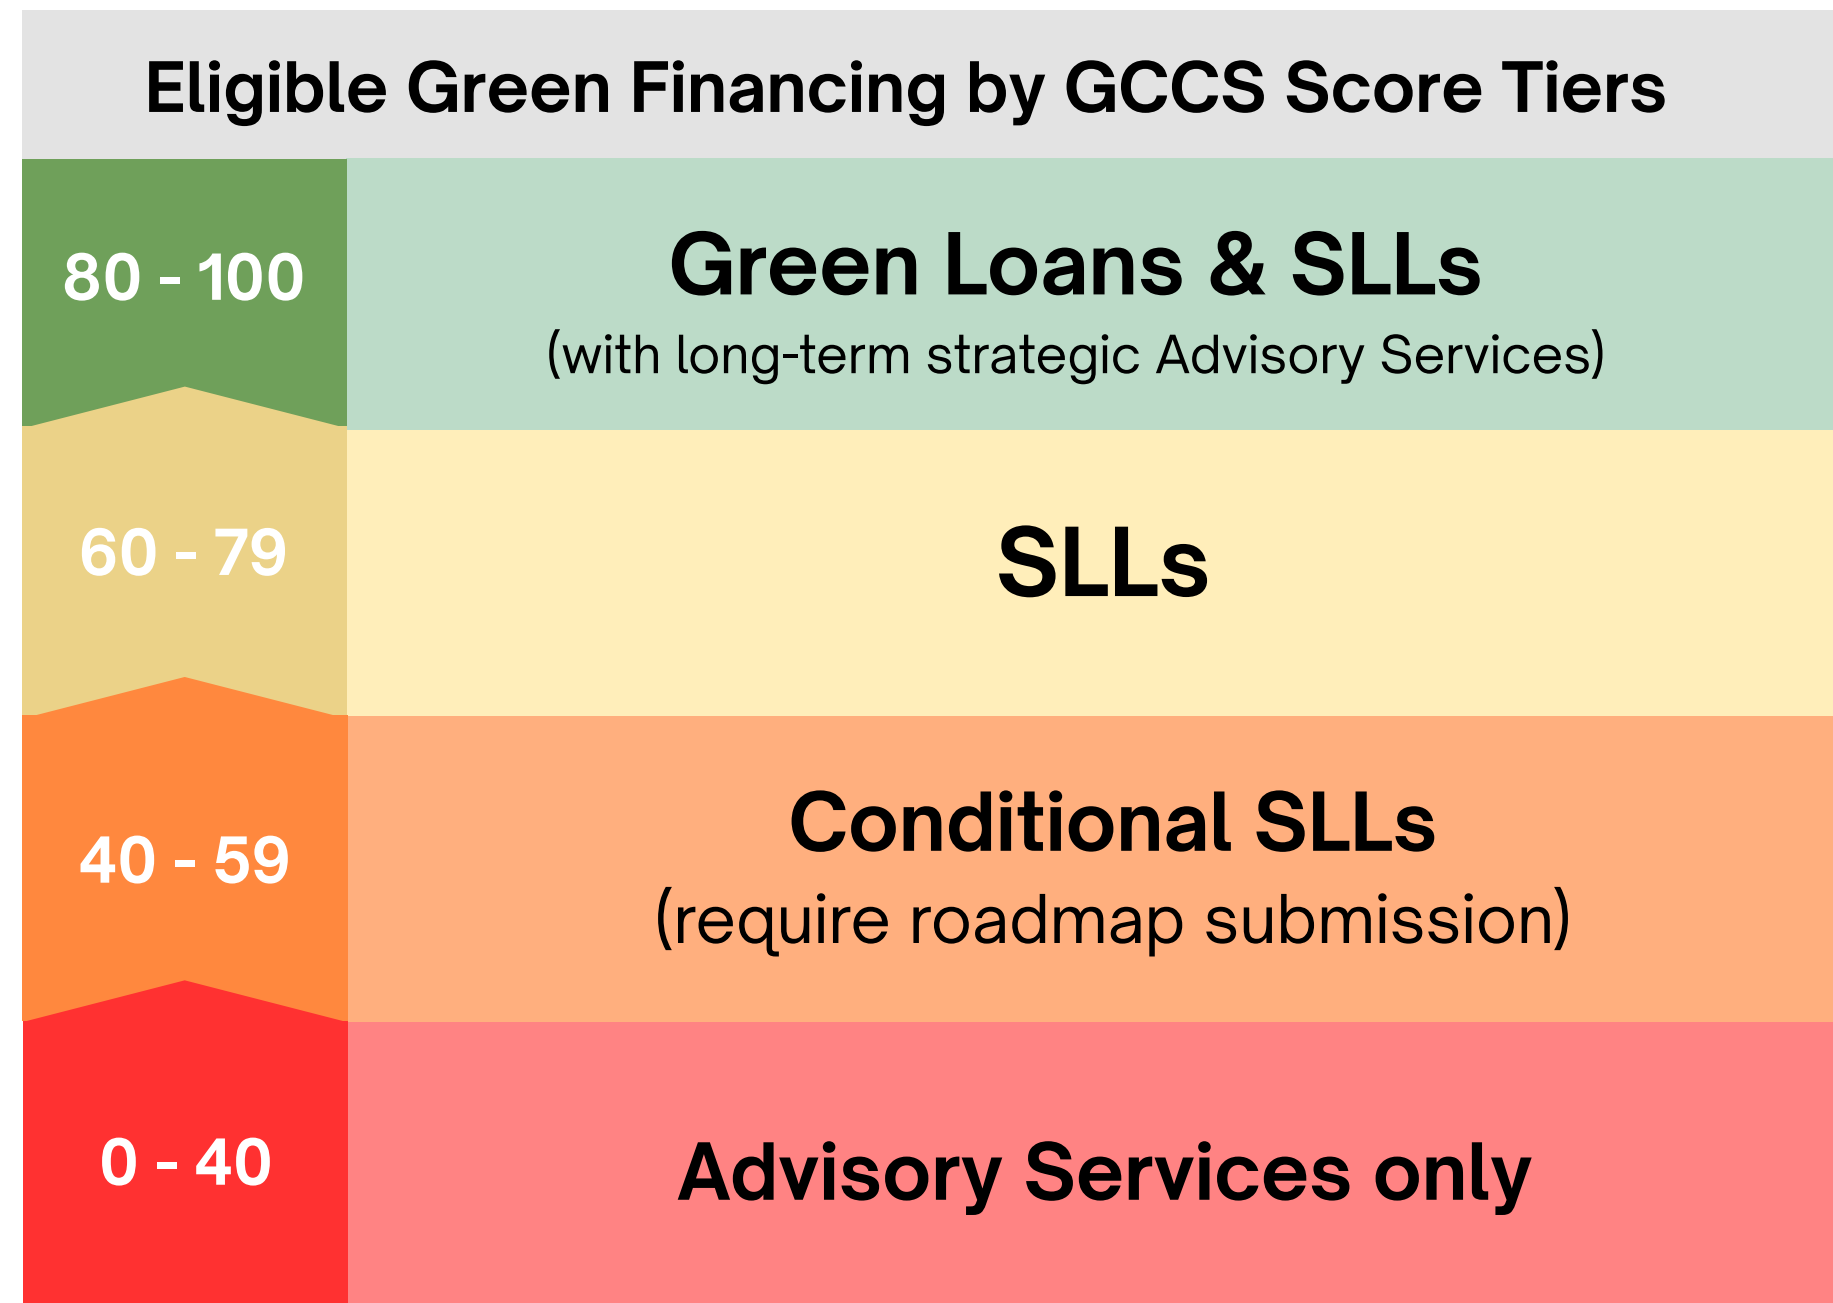 Eligible Green Financing by GCCS Score Tiers
80 - 100
Green Loans & SLLs
(with long-term strategic Advisory Services)
60 - 79
SLLs
40 - 59
Conditional SLLs
(require roadmap submission)
0 - 40
Advisory Services only